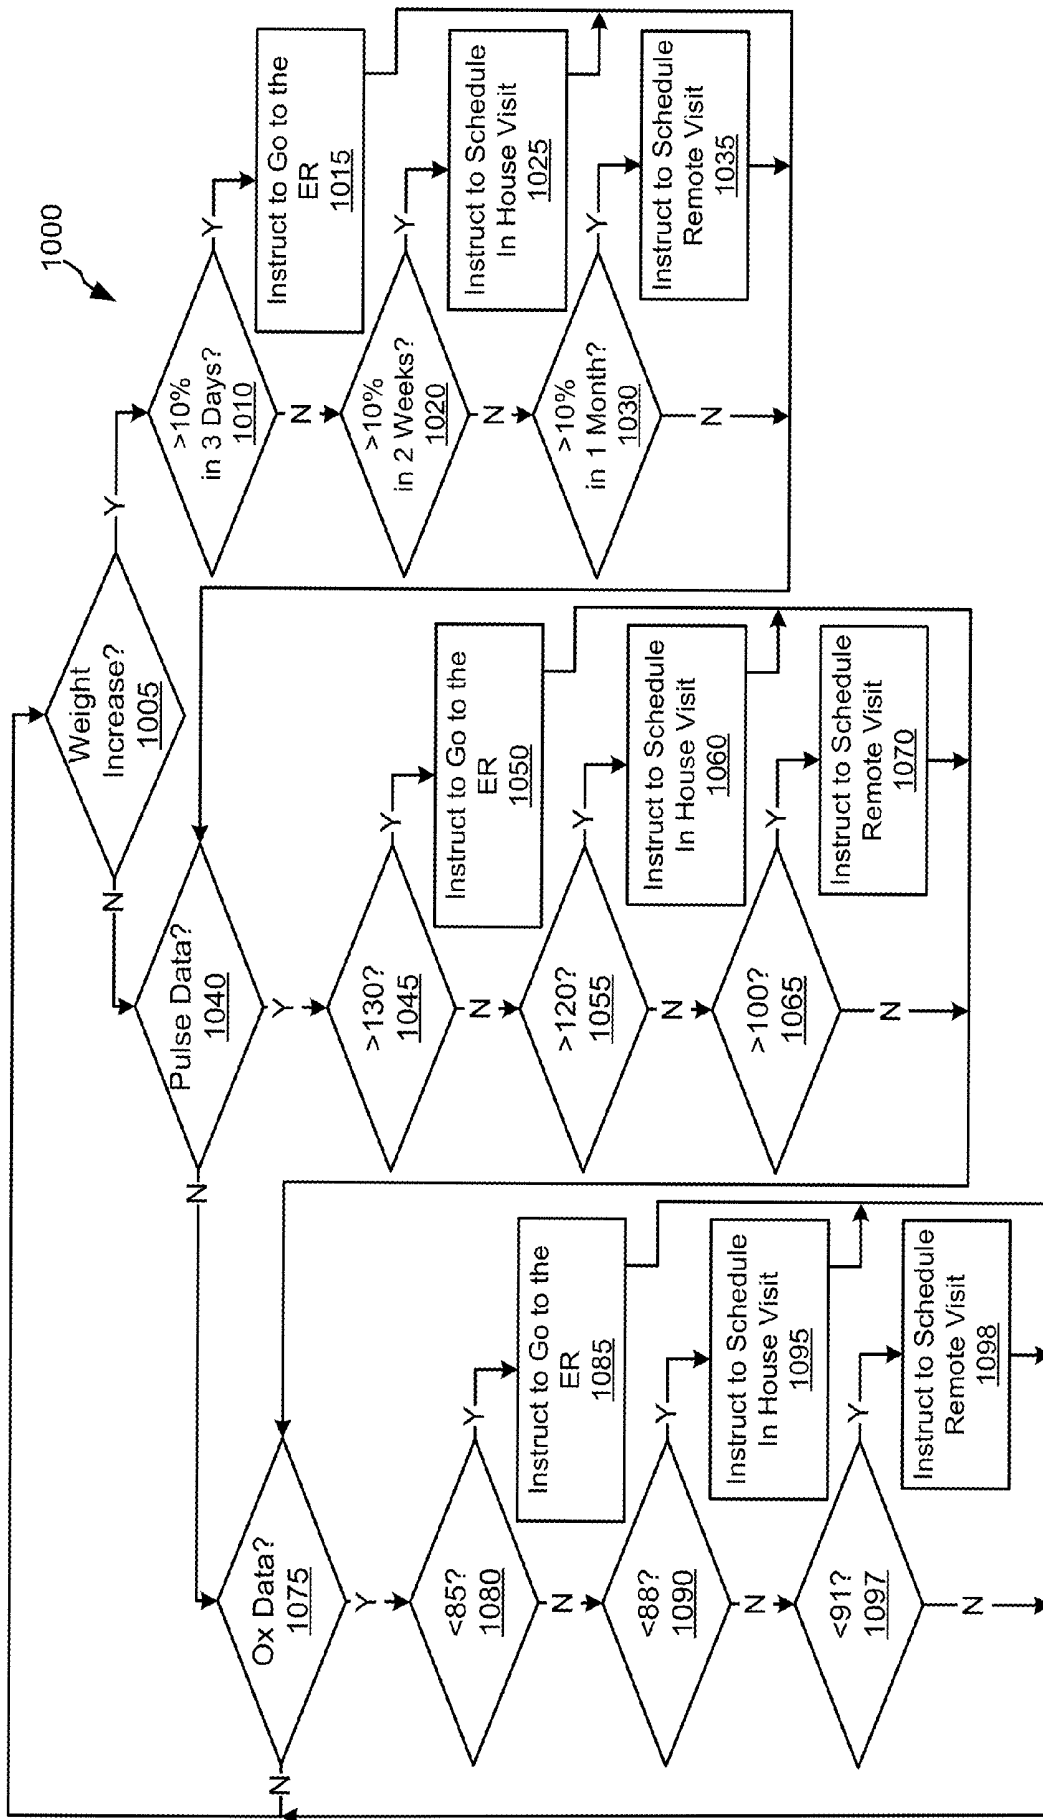 1000
Weight
Increase?
1005
Y
N
>10%
in 3 Days?
1010
Y
Instruct to Go to the
ER
1015
N
>10%
in 2 Weeks?
1020
Y
Instruct to Schedule
In House Visit
1025
N
>10%
in 1 Month?
1030
Y
Instruct to Schedule
Remote Visit
1035
N
Pulse Data?
1040
N
Y
>130?
1045
Y
Instruct to Go to the
ER
1050
N
>120?
1055
Y
Instruct to Schedule
In House Visit
1060
N
>100?
1065
Y
Instruct to Schedule
Remote Visit
1070
N
Ox Data?
1075
N
Y
<85?
1080
Y
Instruct to Go to the
ER
1085
N
<88?
1090
Y
Instruct to Schedule
In House Visit
1095
N
<91?
1097
Y
Instruct to Schedule
Remote Visit
1098
N